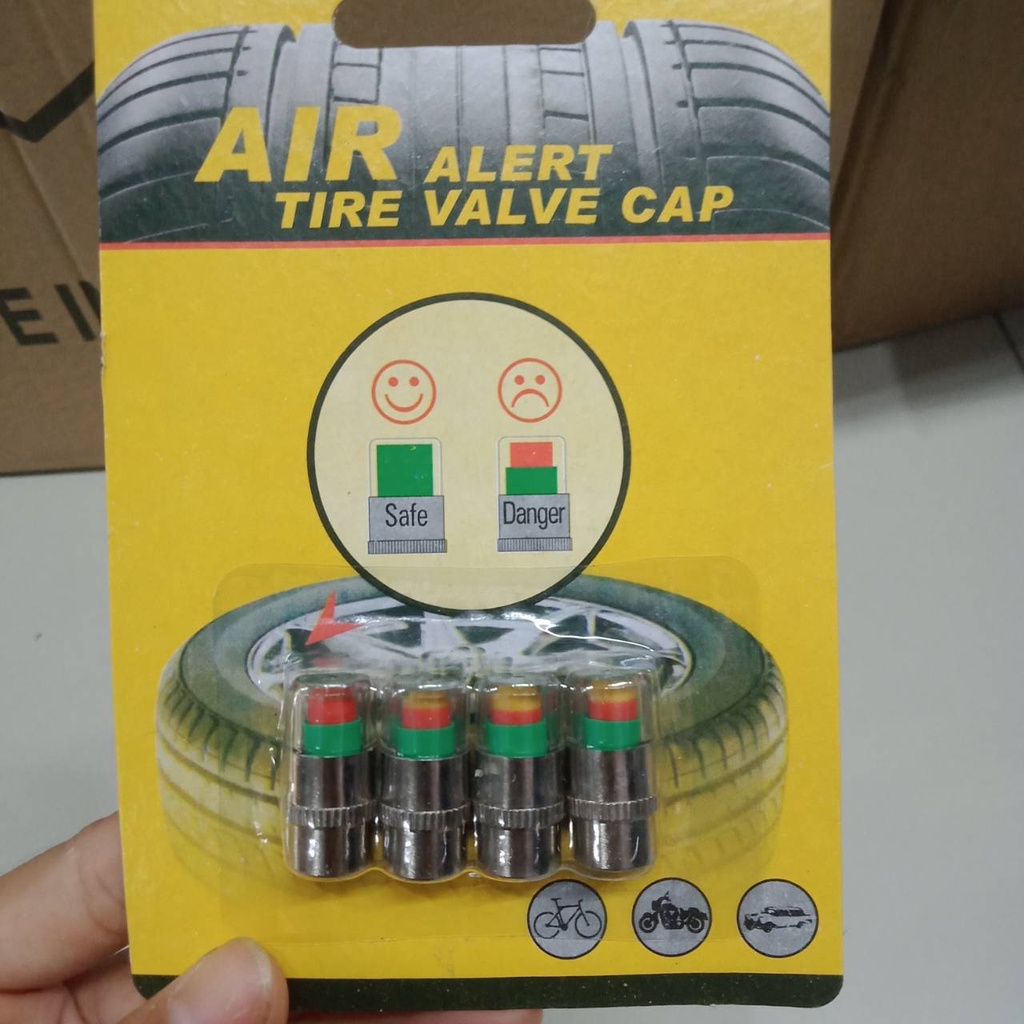 AIR ALERT
TIRE VALVE CAP
Safe
Danger